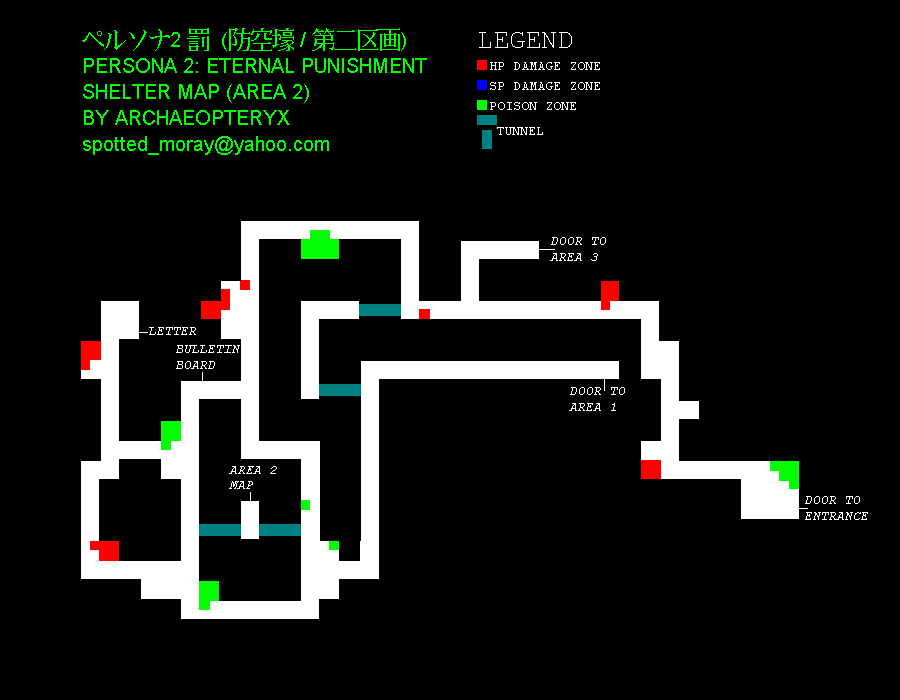 ペルソナ2 罰 (防空壕 / 第二区画)
PERSONA 2: ETERNAL PUNISHMENT
SHELTER MAP (AREA 2)
BY ARCHAEOPTERYX
spotted_moray@yahoo.com
LEGEND
HP DAMAGE ZONE
SP DAMAGE ZONE
POISON ZONE
TUNNEL
DOOR TO
AREA 3
LETTER
BULLETIN
BOARD
DOOR TO
AREA 1
AREA 2
MAP
DOOR TO
ENTRANCE